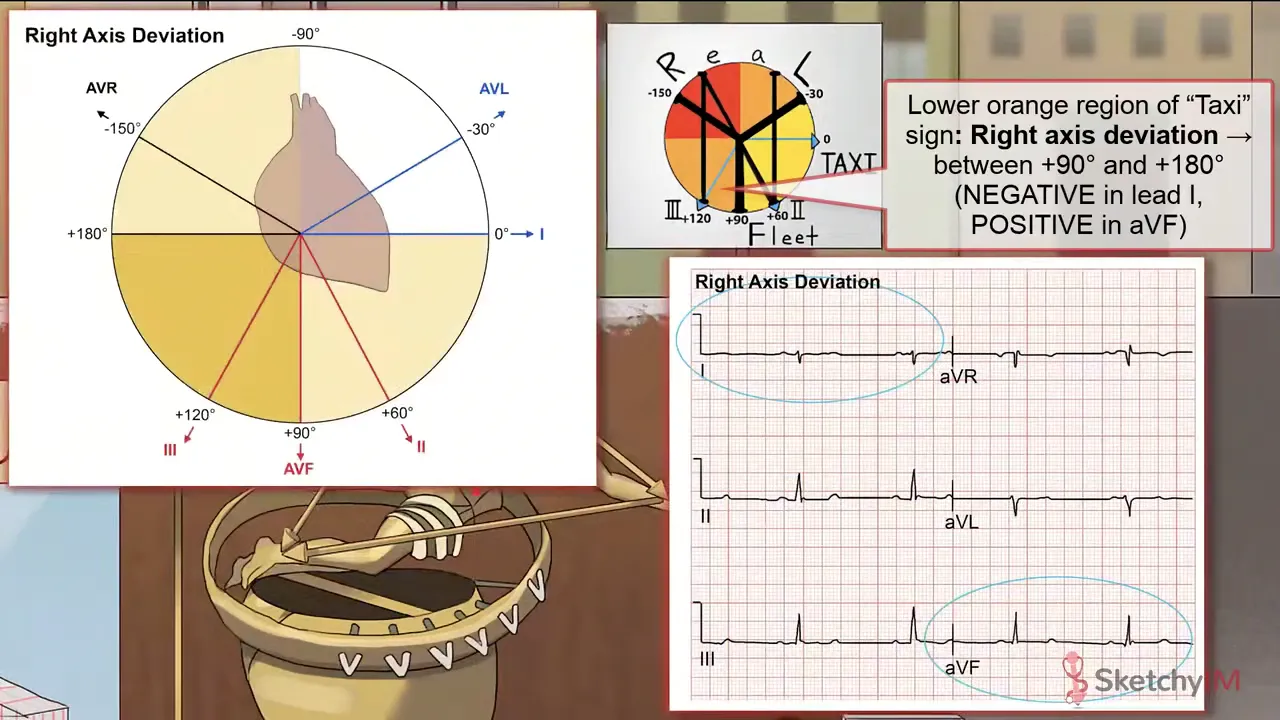 Right Axis Deviation
-90°
AVR
AVL
-150°
-30°
+180°
0°
I
+120°
+60°
+90°
III
II
AVF
R e a L
-150
-30
0
TAXI
III
+120
+90
+60
II
Fleet
Lower orange region of “Taxi”
sign: Right axis deviation →
between +90° and +180°
(NEGATIVE in lead I,
POSITIVE in aVF)
Right Axis Deviation
I
aVR
II
aVL
III
aVF
SketchyIM